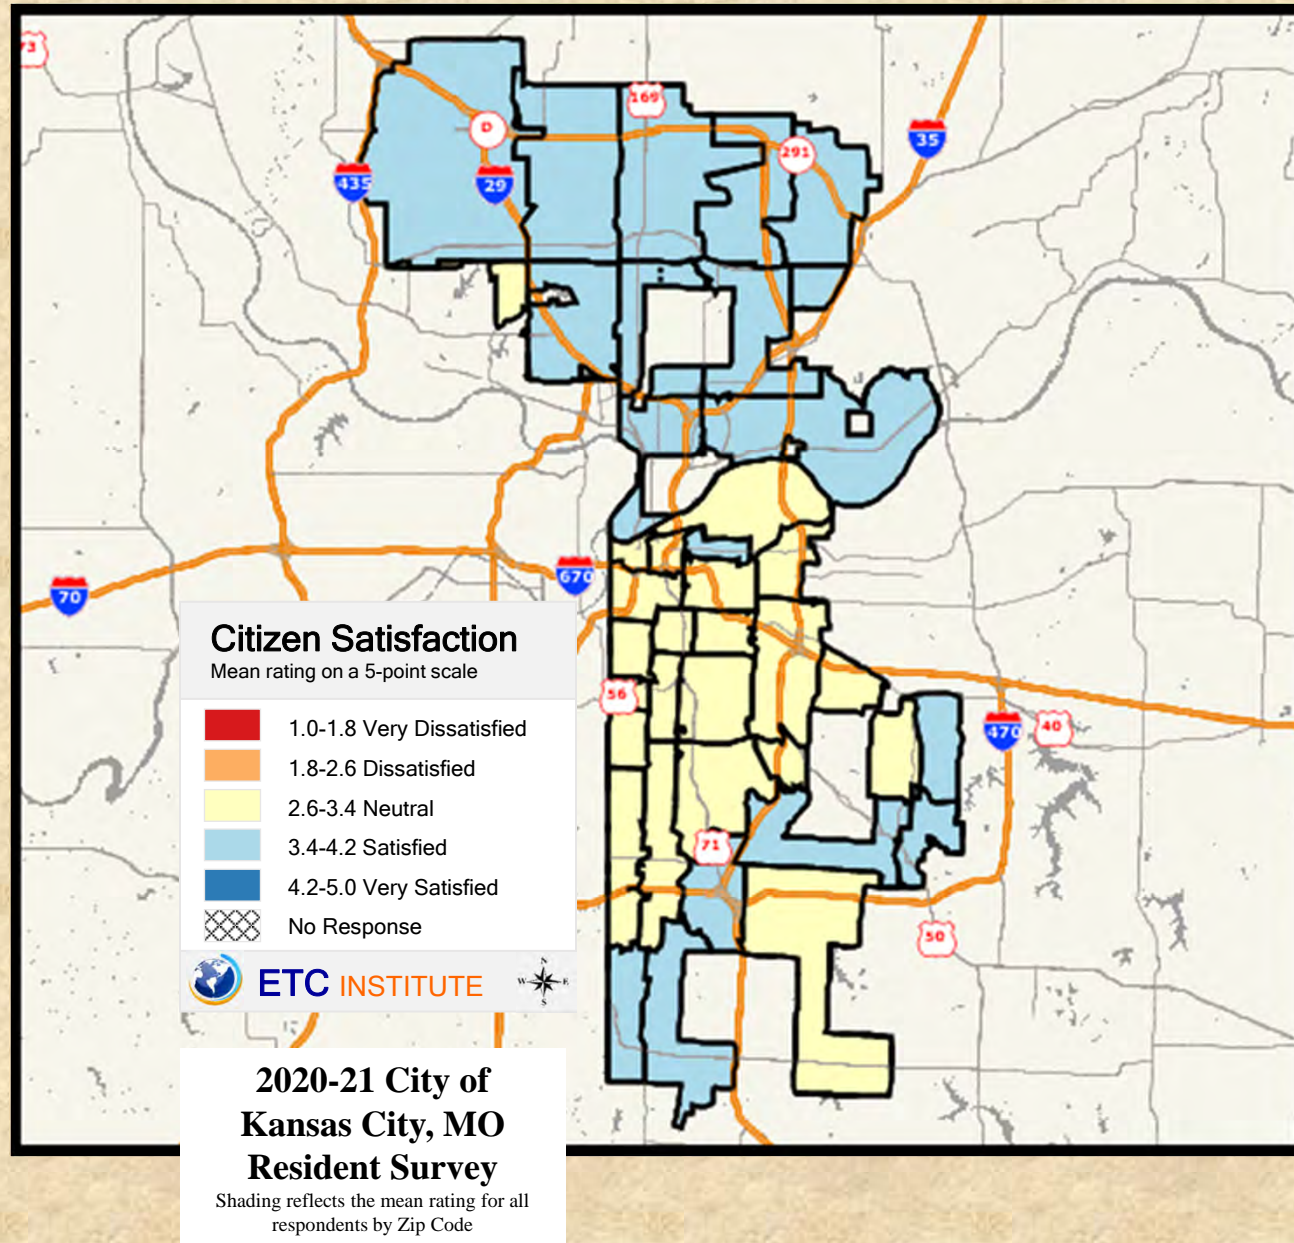 73
169
D
291
35
435
29
670
70
56
470
40
71
50
Citizen Satisfaction
Mean rating on a 5-point scale
1.0-1.8 Very Dissatisfied
1.8-2.6 Dissatisfied
2.6-3.4 Neutral
3.4-4.2 Satisfied
4.2-5.0 Very Satisfied
No Response
ETC INSTITUTE
N
W E
S
2020-21 City of
Kansas City, MO
Resident Survey
Shading reflects the mean rating for all
respondents by Zip Code